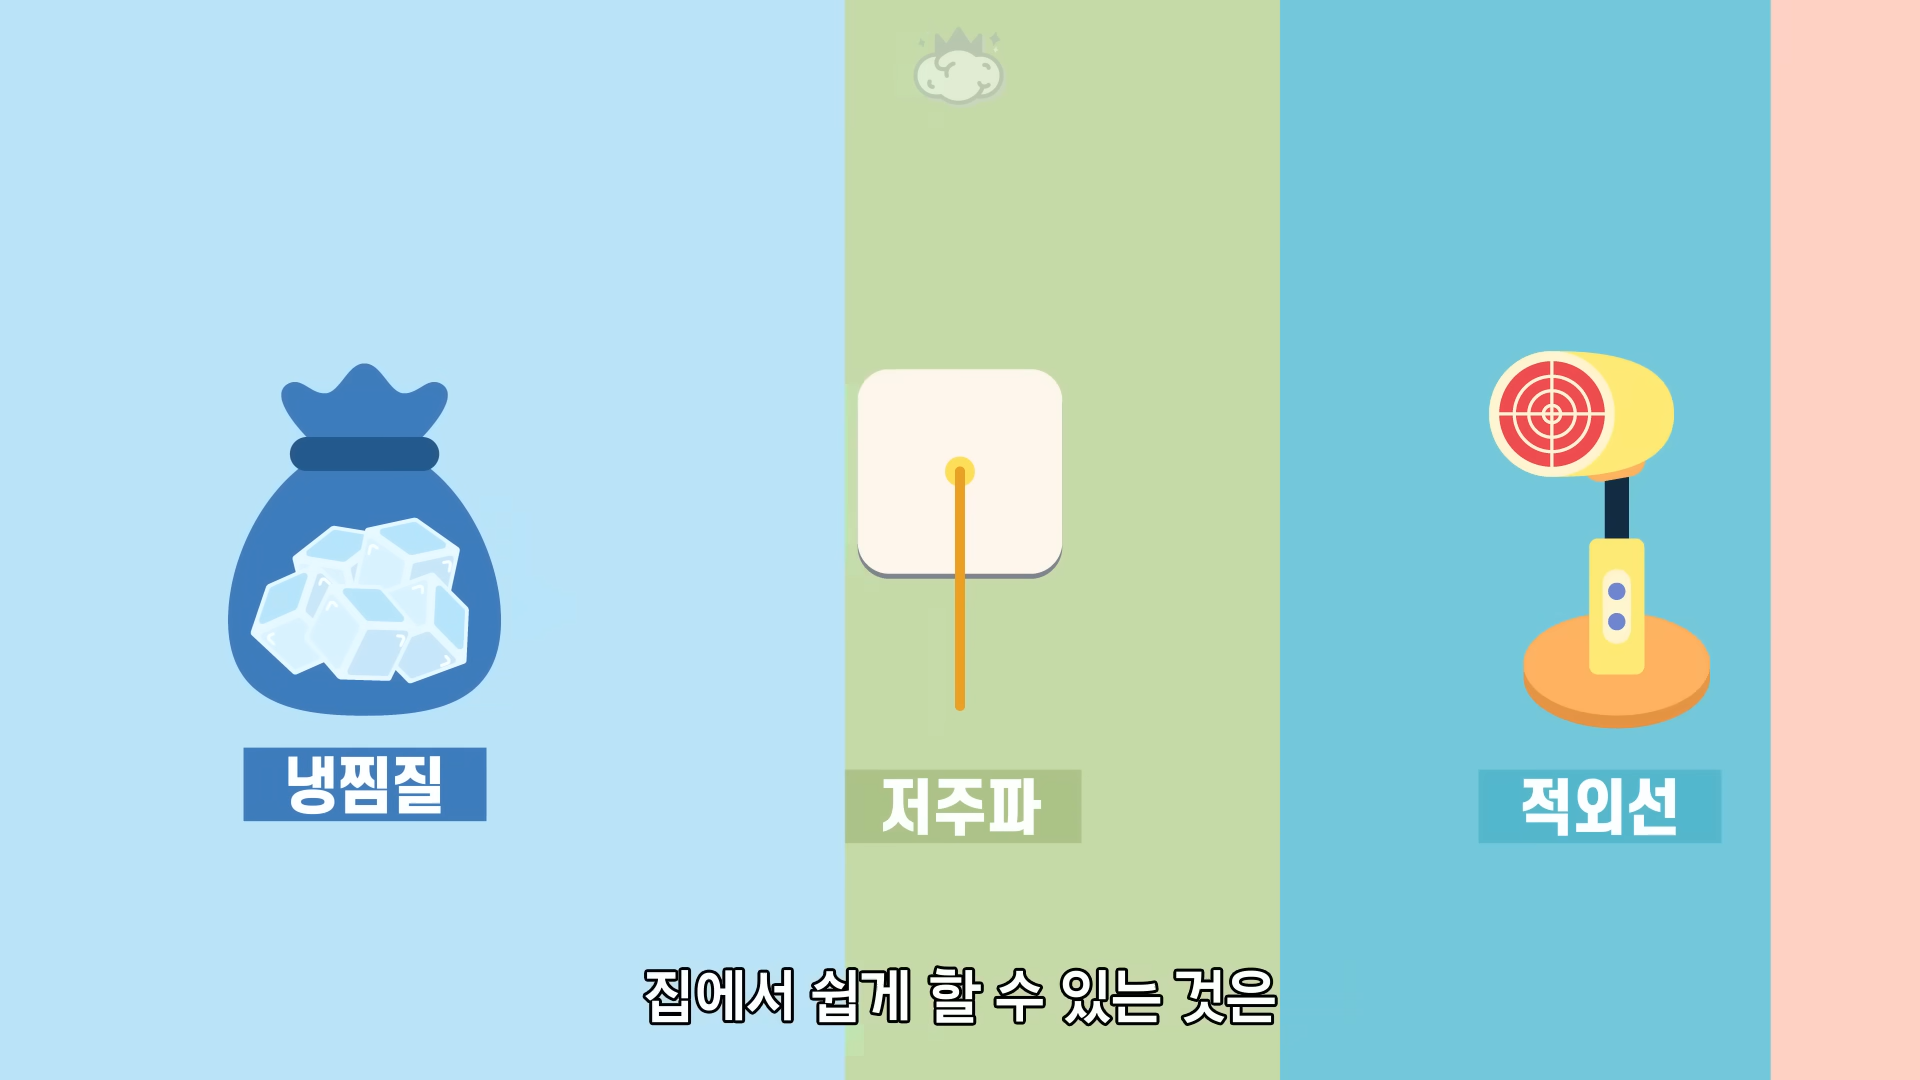 냉찜질
저주파
적외선
집에서 쉽게 할 수 있는 것은